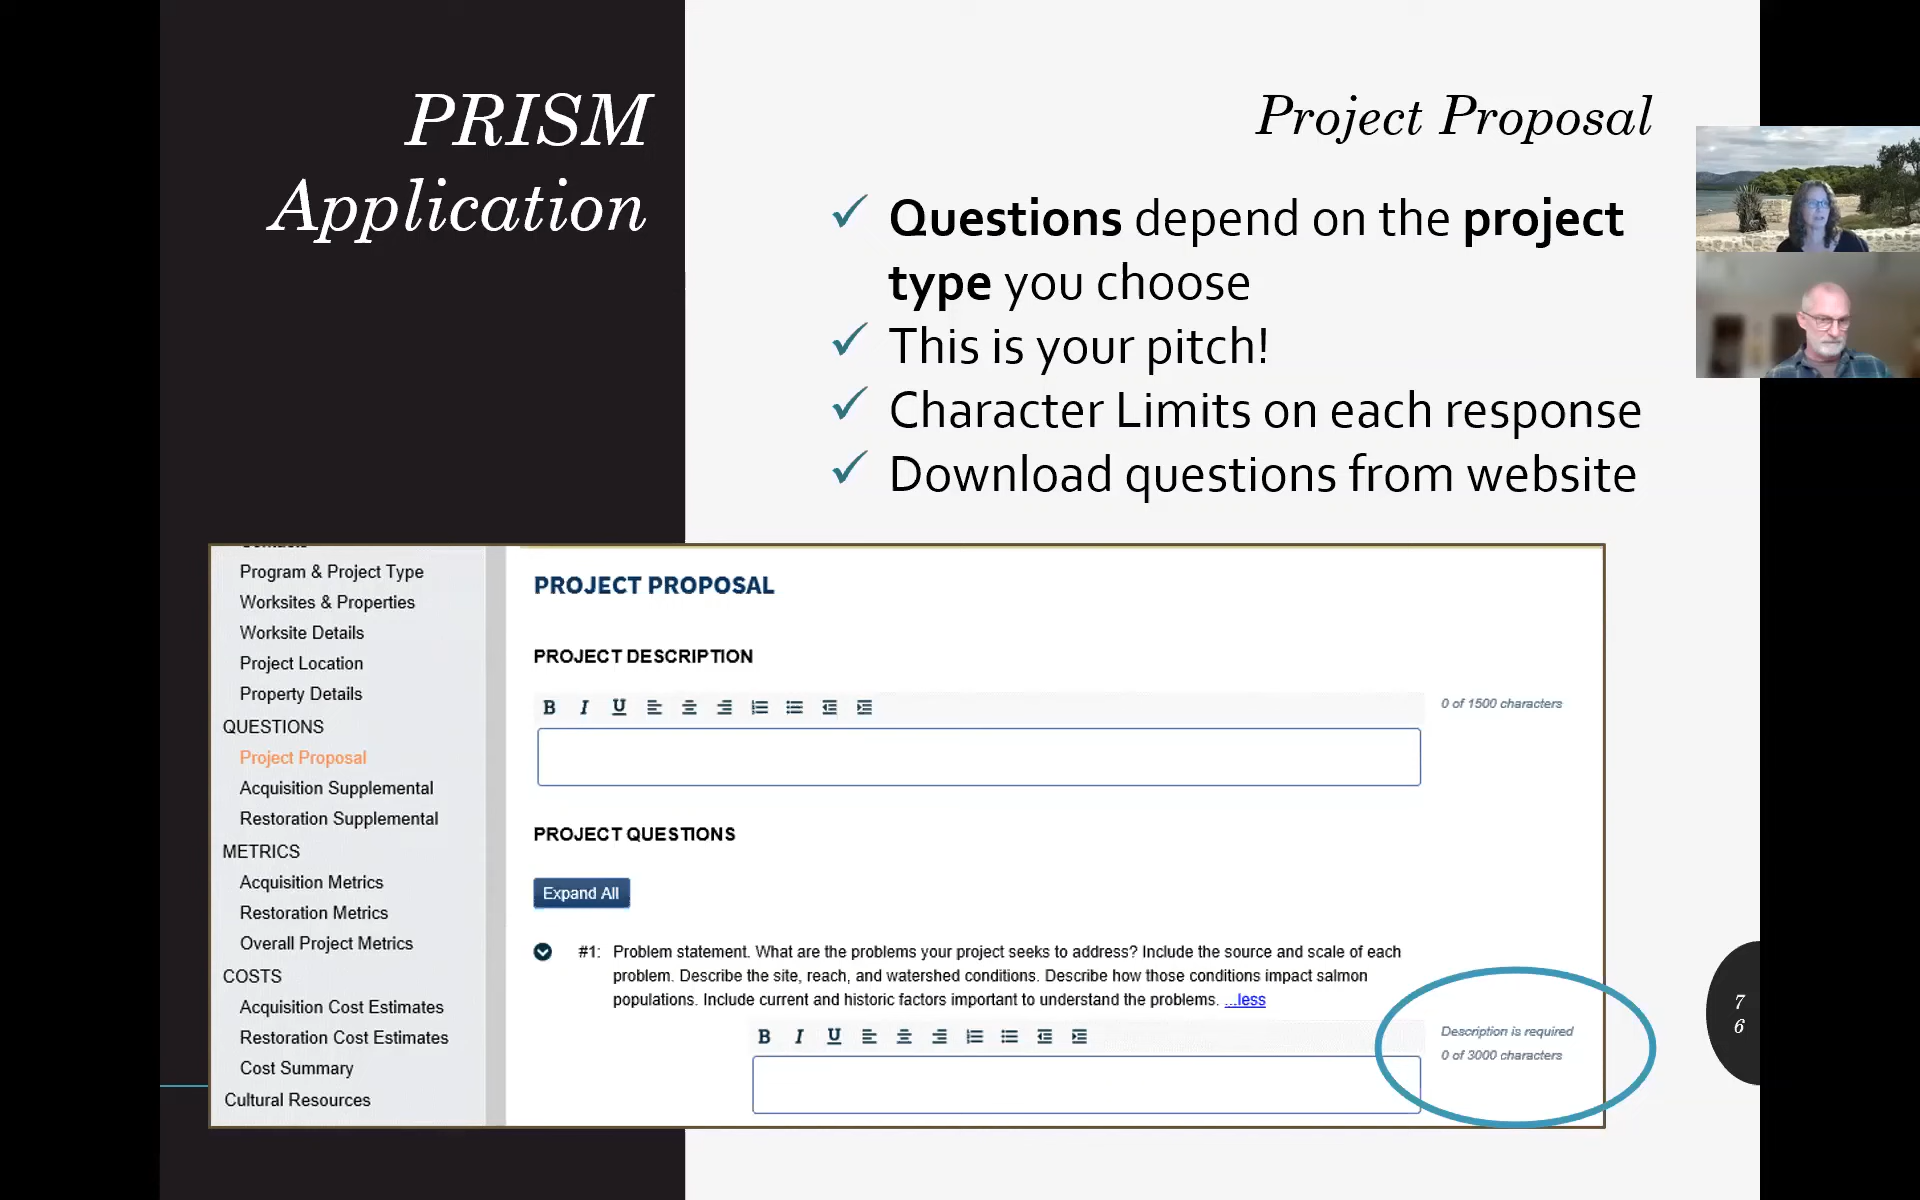 PRISM
Application
Project Proposal
Questions depend on the project
type you choose
This is your pitch!
Character Limits on each response
Download questions from website
Program & Project Type
Worksites & Properties
Worksite Details
Project Location
Property Details
QUESTIONS
Project Proposal
Acquisition Supplemental
Restoration Supplemental
METRICS
Acquisition Metrics
Restoration Metrics
Overall Project Metrics
COSTS
Acquisition Cost Estimates
Restoration Cost Estimates
Cost Summary
Cultural Resources
PROJECT PROPOSAL
PROJECT DESCRIPTION
B I U
0 of 1500 characters
PROJECT QUESTIONS
Expand All
#1: Problem statement. What are the problems your project seeks to address? Include the source and scale of each
problem. Describe the site, reach, and watershed conditions. Describe how those conditions impact salmon
populations. Include current and historic factors important to understand the problems. ...less
B I U
Description is required
0 of 3000 characters
7
6